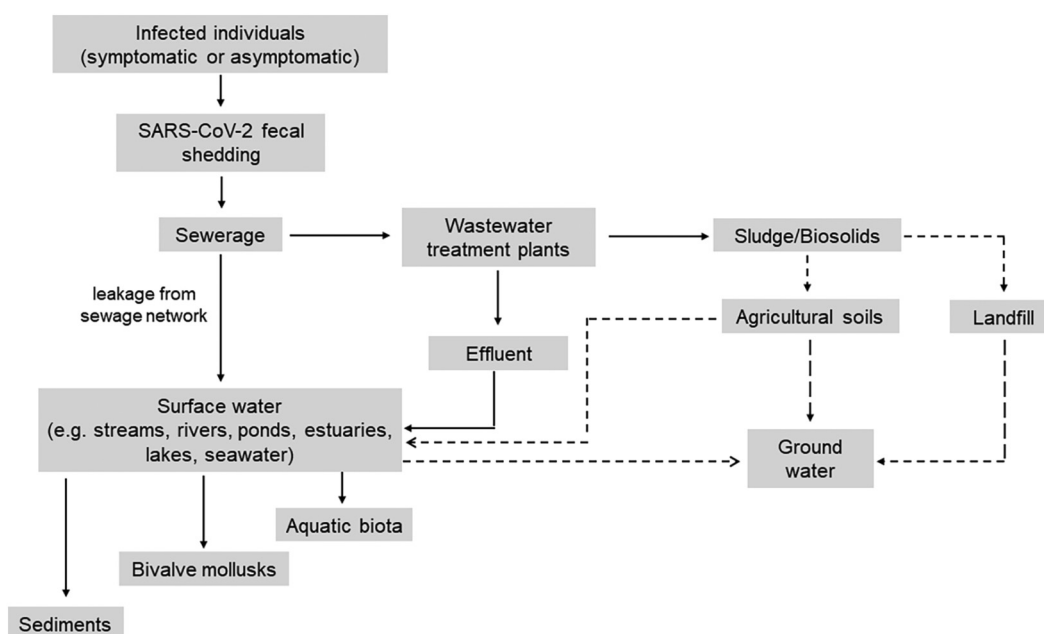 Infected individuals
(symptomatic or asymptomatic)
SARS-CoV-2 fecal
shedding
Sewerage
Wastewater
treatment plants
Sludge/Biosolids
leakage from
sewage network
Agricultural soils
Landfill
Effluent
Surface water
(e.g. streams, rivers, ponds, estuaries,
lakes, seawater)
Ground
water
Aquatic biota
Bivalve mollusks
Sediments